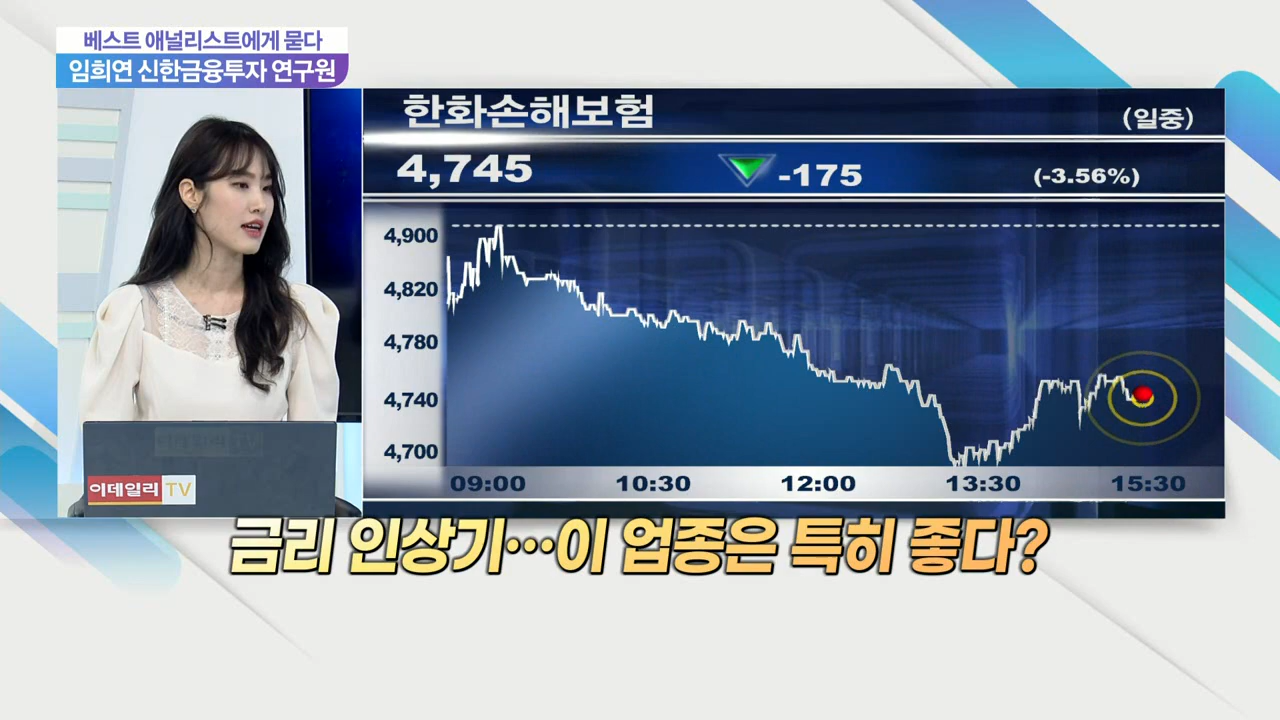 베스트 애널리스트에게 묻다
임희연 신한금융투자 연구원
한화손해보험
(일중)
4,745
-175
(-3.56%)
4,900
4,820
4,780
4,740
4,700
09:00
10:30
12:00
13:30
15:30
이데일리 TV
금리 인상기…이 업종은 특히 좋다?